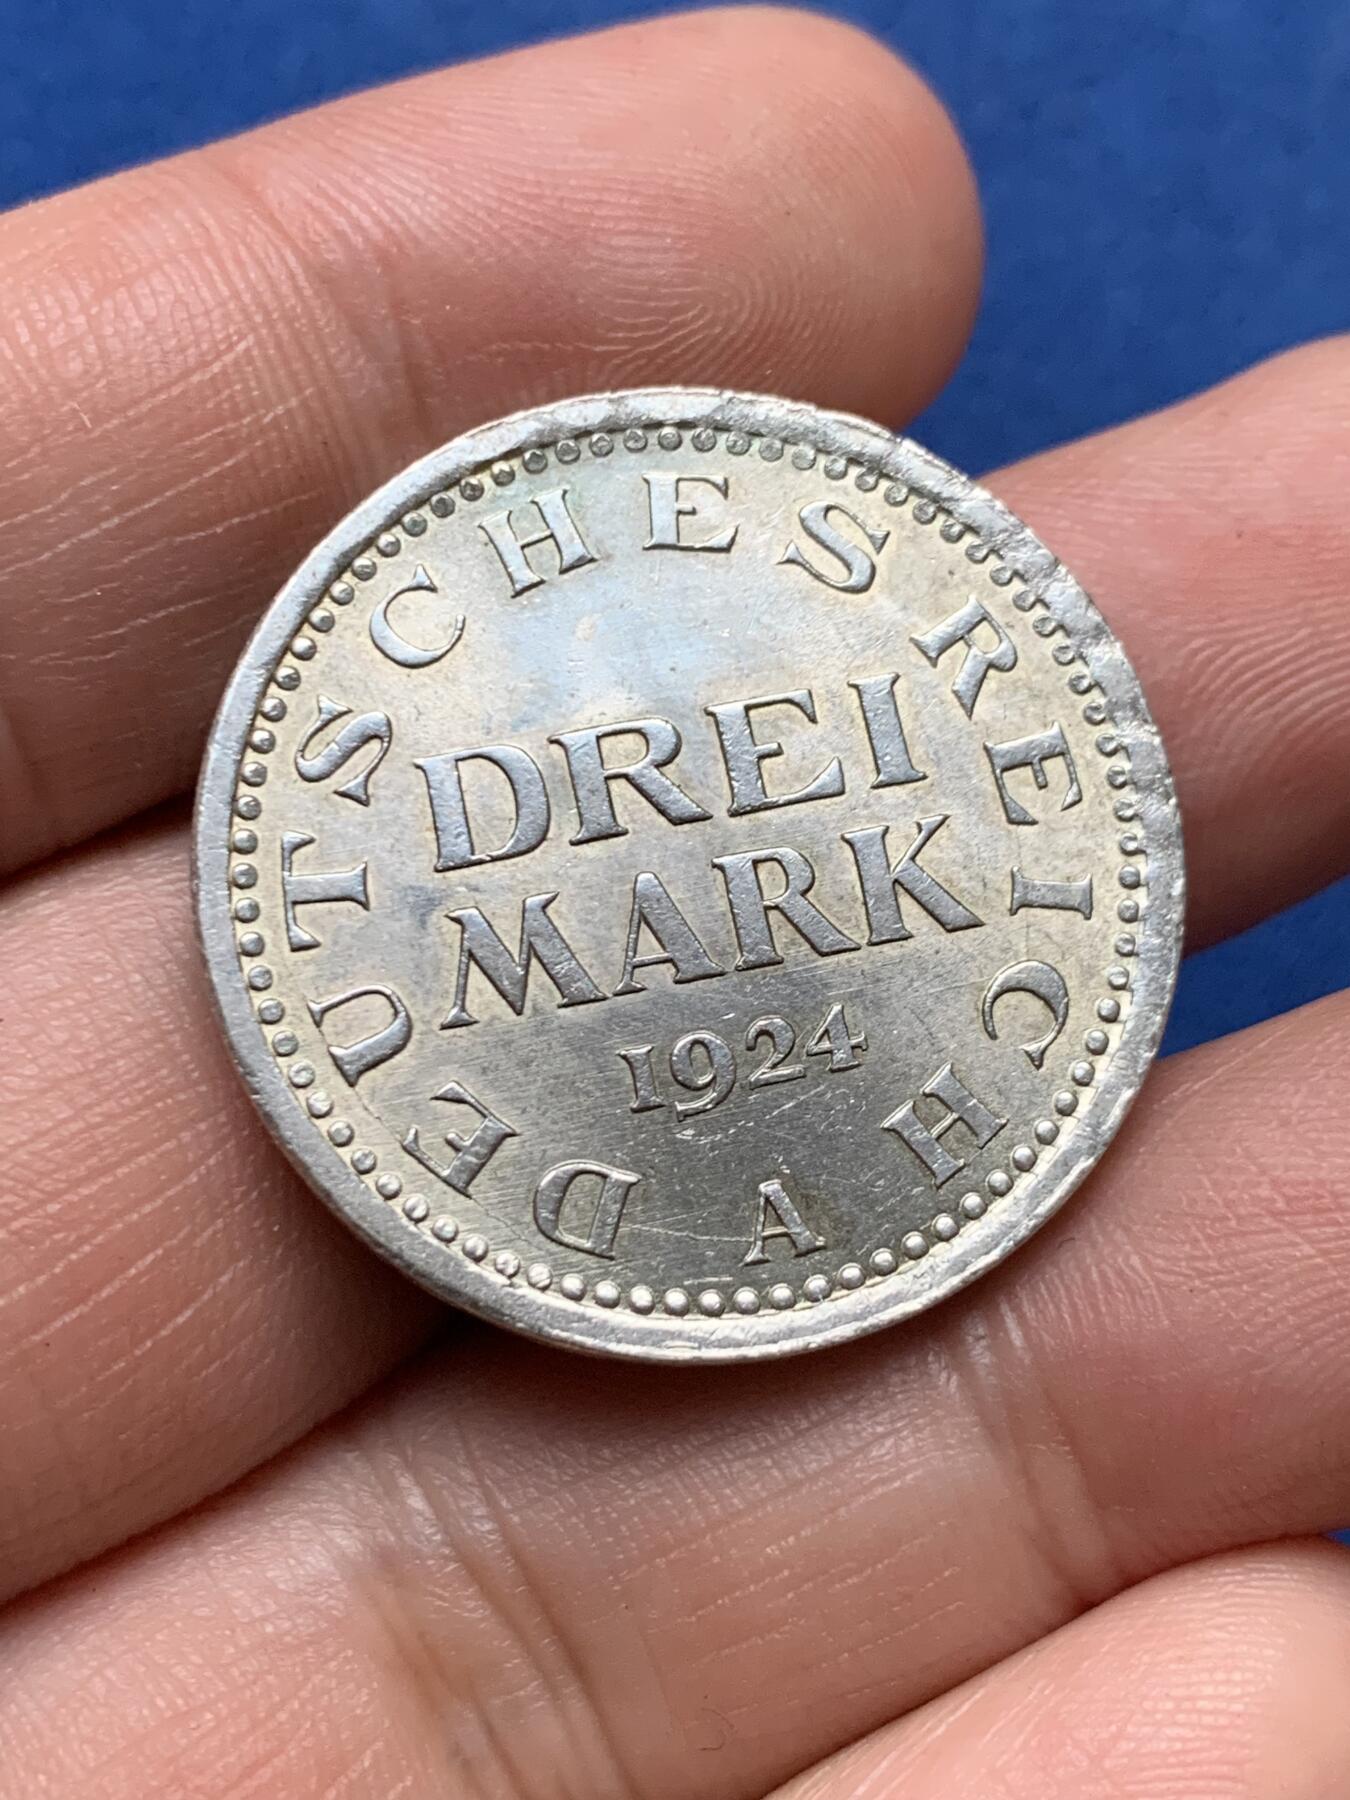 DEUTSCHES REICH
DREI
MARK
1924
A